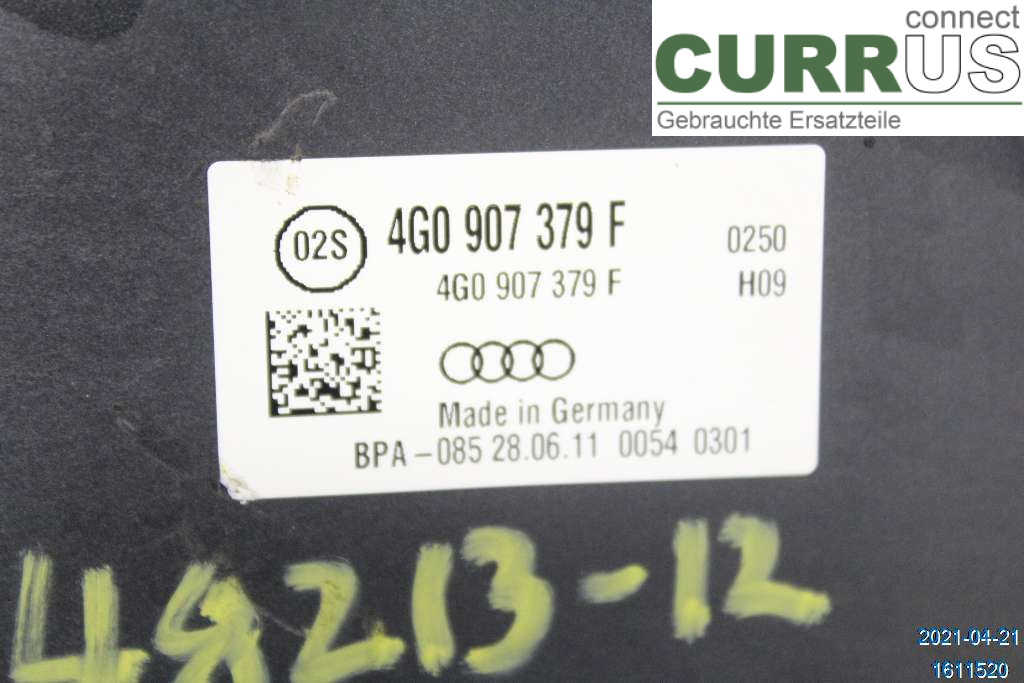 connect
CURRUS
Gebrauchte Ersatzteile
02S 4G0 907 379 F 0250
4G0 907 379 F H09
Made in Germany
BPA-085 28.06.11 0054 0301
48213-12
2021-04-21
1611520